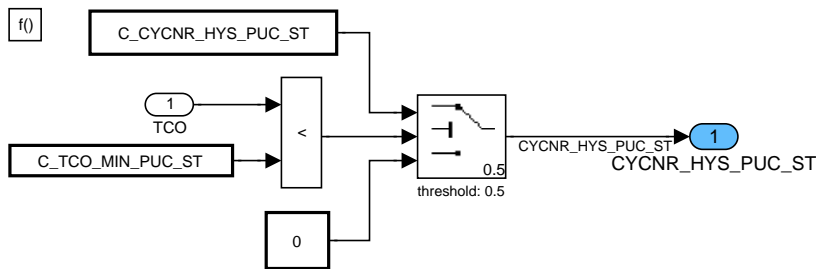 f()
C_CYCNR_HYS_PUC_ST
1
TCO
<
C_TCO_MIN_PUC_ST
0
0.5
threshold: 0.5
CYCNR_HYS_PUC_ST
1
CYCNR_HYS_PUC_ST